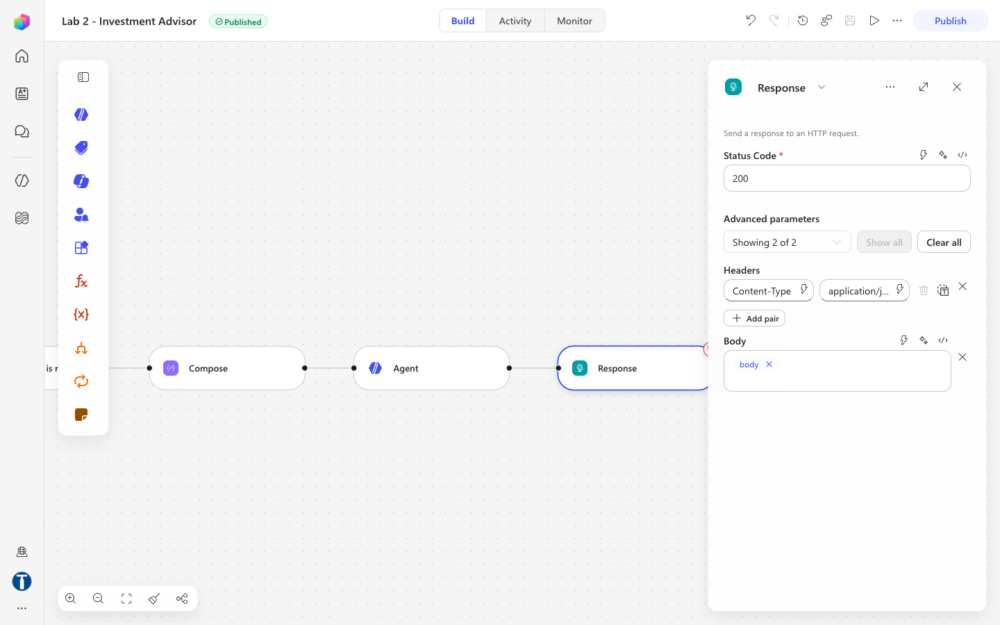 Lab 2 - Investment Advisor
Published
Build
Activity
Monitor
Publish
Response
Send a response to an HTTP request.
Status Code *
200
Advanced parameters
Showing 2 of 2
Show all
Clear all
Headers
Content-Type
application/j...
Add pair
Body
body
is r
Compose
Agent
Response